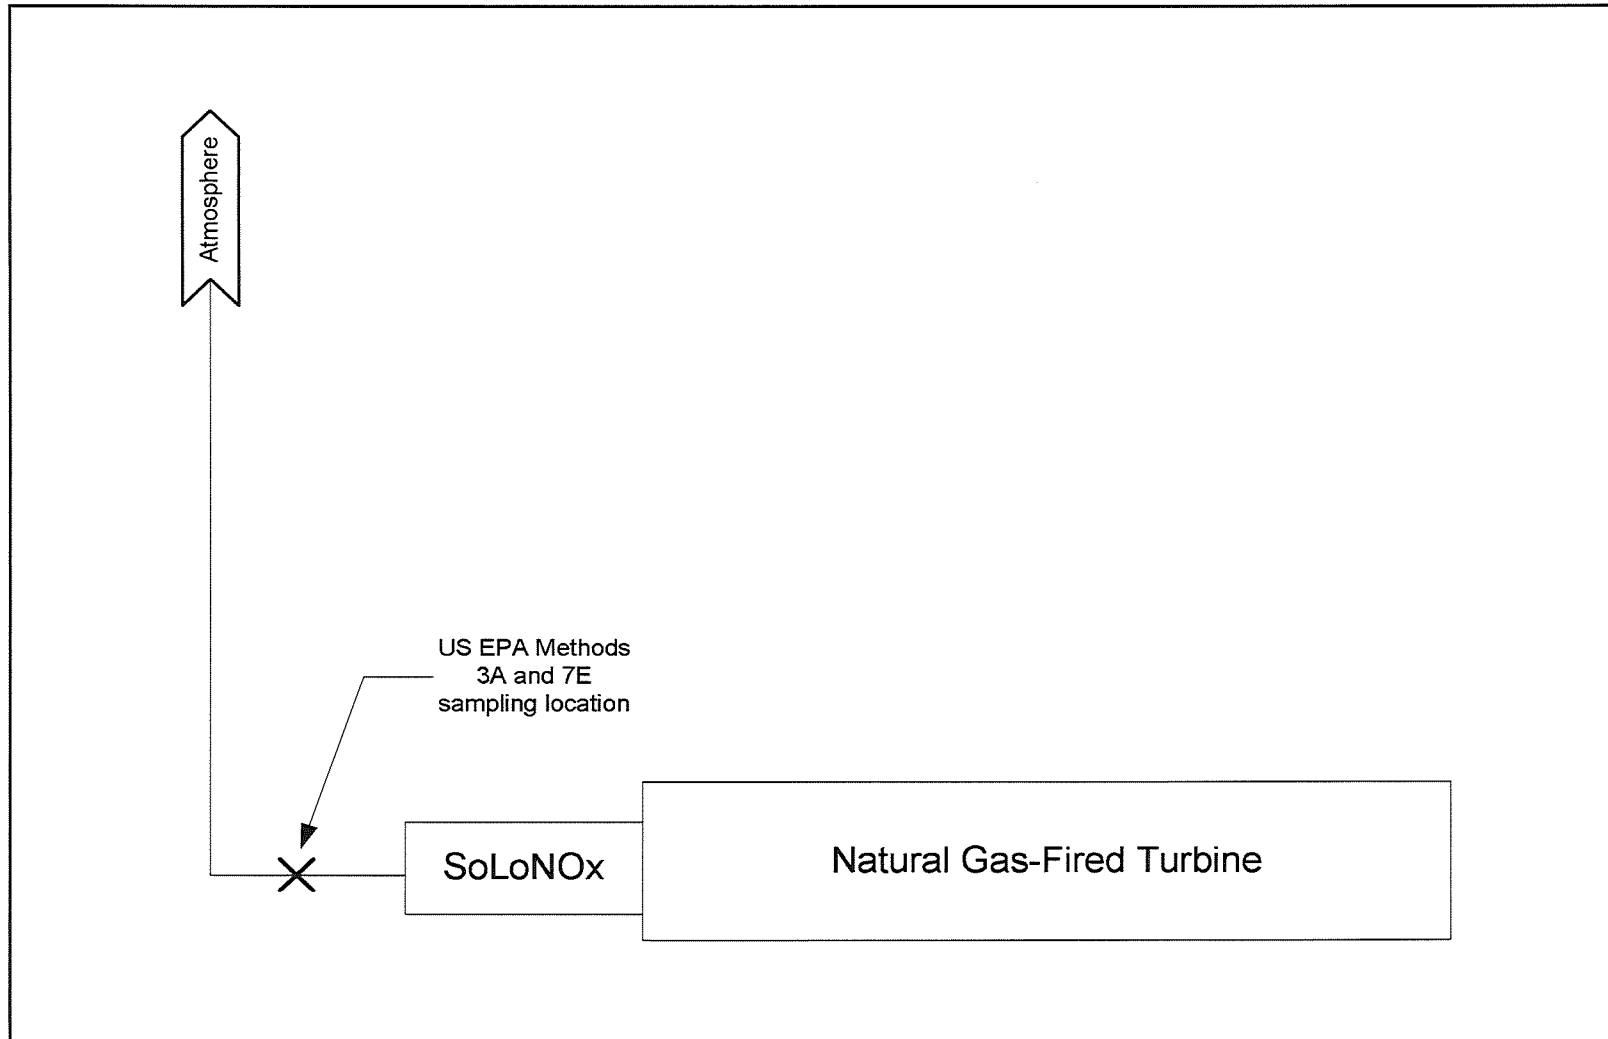 Atmosphere
US EPA Methods
3A and 7E
sampling location
SoLoNOx
Natural Gas-Fired Turbine